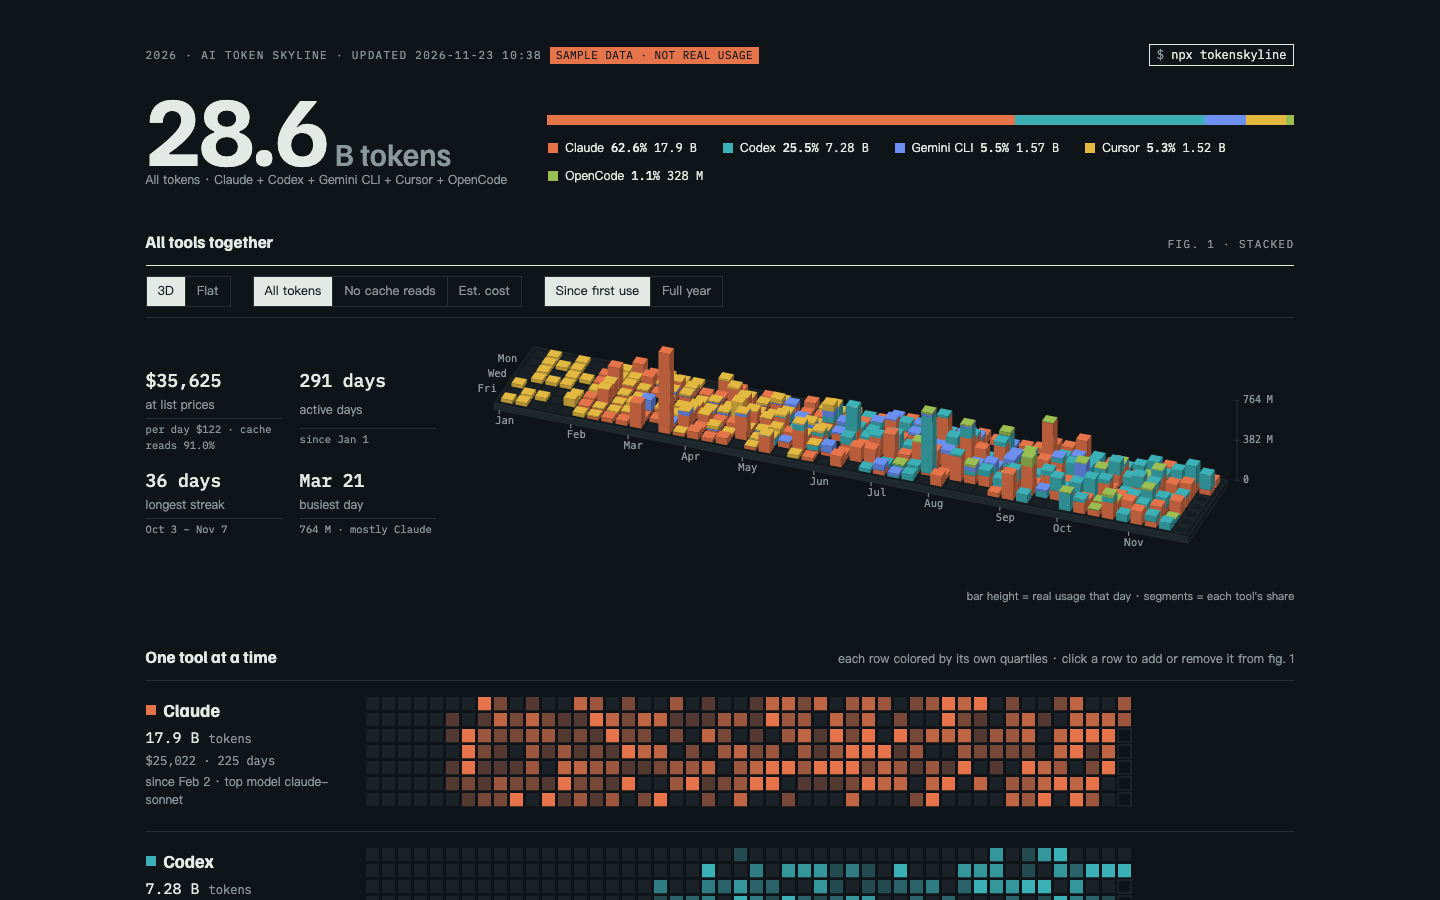 2026 · AI TOKEN SKYLINE · UPDATED 2026-11-23 10:38 SAMPLE DATA · NOT REAL USAGE
$ npx tokenskyline
28.6 B tokens
All tokens · Claude + Codex + Gemini CLI + Cursor + OpenCode
Claude 62.6% 17.9 B
Codex 25.5% 7.28 B
Gemini CLI 5.5% 1.57 B
Cursor 5.3% 1.52 B
OpenCode 1.1% 328 M
All tools together
FIG. 1 · STACKED
3D Flat
All tokens No cache reads Est. cost
Since first use Full year
$35,625
at list prices
per day $122 · cache
reads 91.0%
291 days
active days
since Jan 1
36 days
longest streak
Oct 3 – Nov 7
Mar 21
busiest day
764 M · mostly Claude
Mon
Wed
Fri
Jan
Feb
Mar
Apr
May
Jun
Jul
Aug
Sep
Oct
Nov
764 M
382 M
0
bar height = real usage that day · segments = each tool's share
One tool at a time
each row colored by its own quartiles · click a row to add or remove it from fig. 1
Claude
17.9 B tokens
$25,022 · 225 days
since Feb 2 · top model claude-
sonnet
Codex
7.28 B tokens